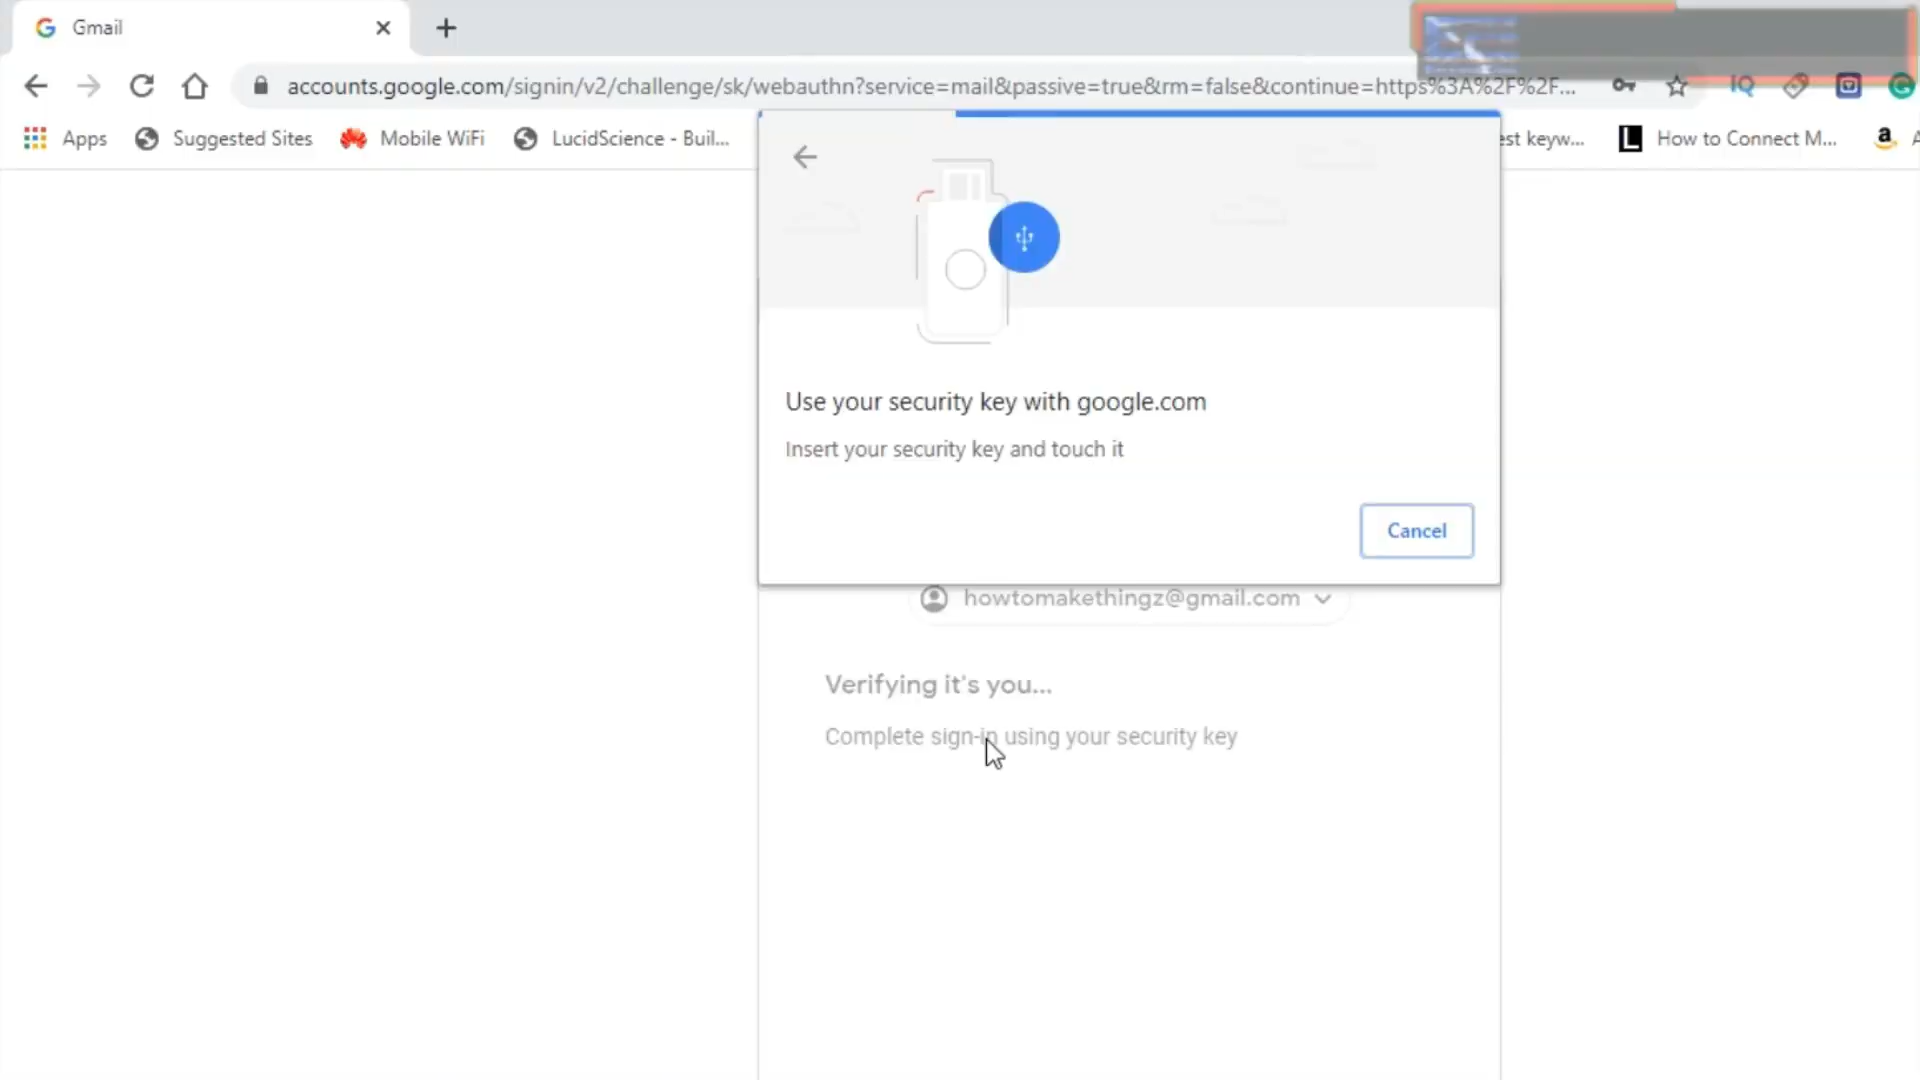 Gmail
accounts.google.com/signin/v2/challenge/sk/webauthn?service=mail&passive=true&rm=false&continue=https%3A%2F%2F...
IQ
Apps
Suggested Sites
Mobile WiFi
LucidScience - Buil...
est keyw...
How to Connect M...
Use your security key with google.com
Insert your security key and touch it
Cancel
howtomakethingz@gmail.com
Verifying it's you...
Complete sign-in using your security key